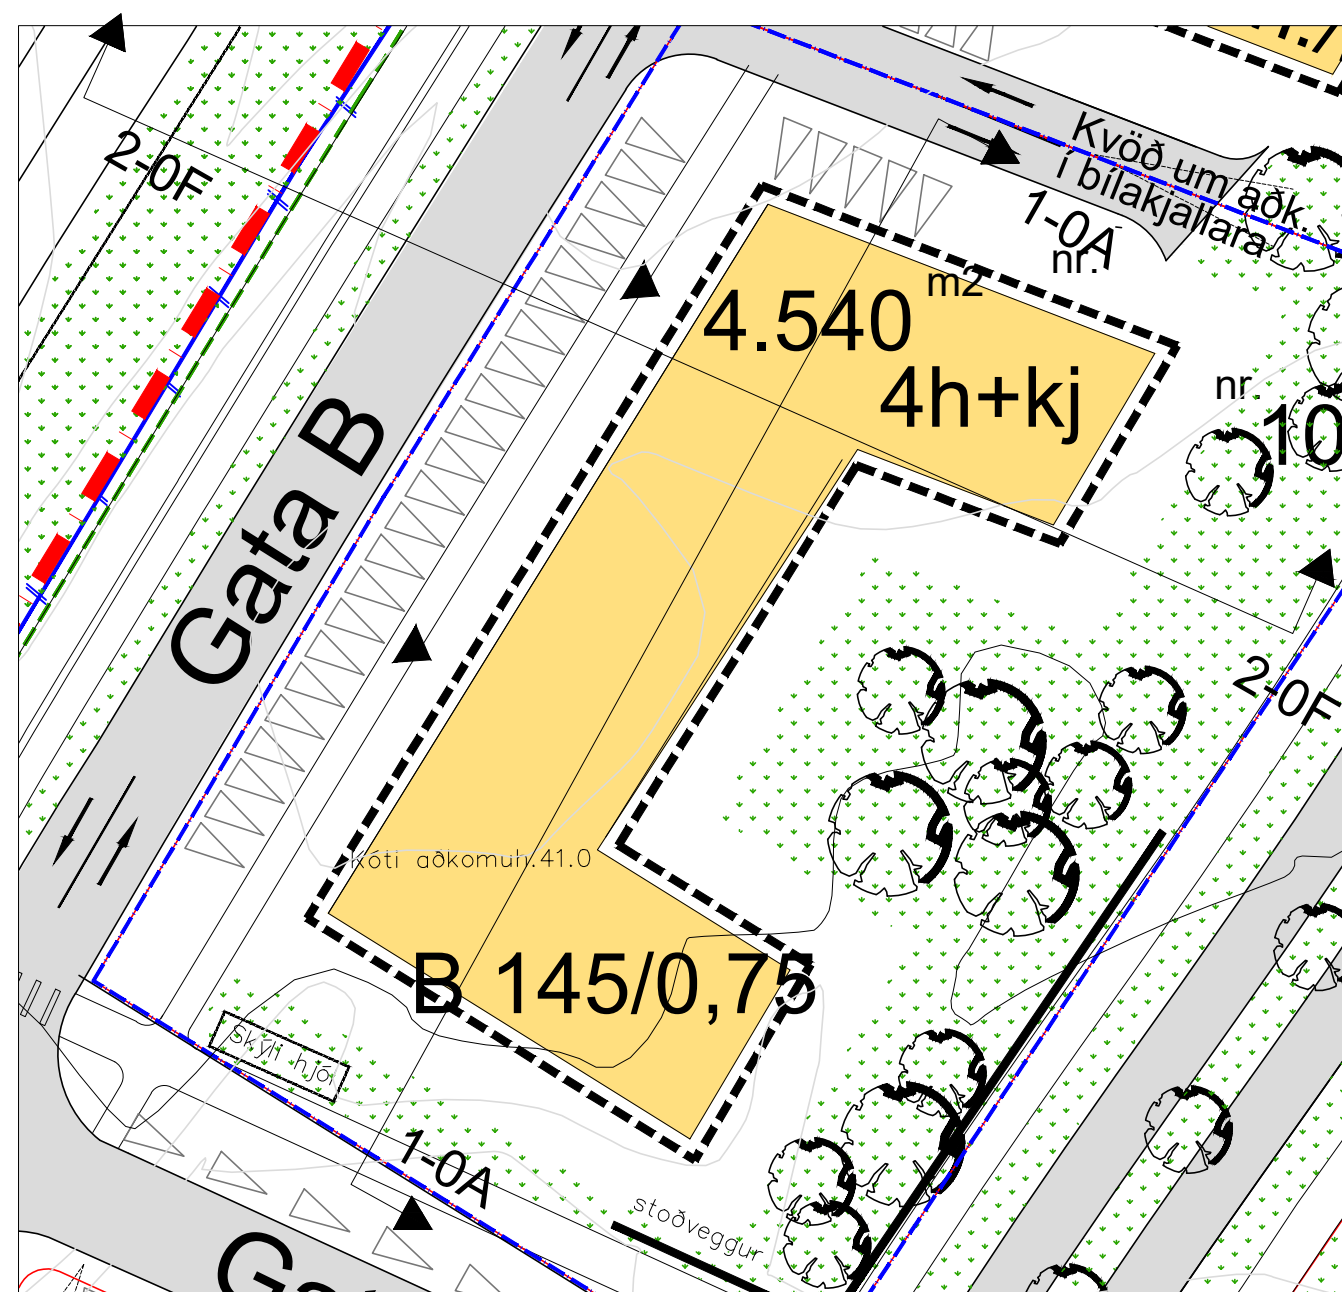 2-0F
Kvöð um aðk.
í bílakjallara
1-0A
nr.
4.540 m2
4h+kj
nr.
10
Gata B
2-0F
Kóti aðkomuh.41.0
B 145/0,75
Skýli hjól
1-0A
stoðveggur